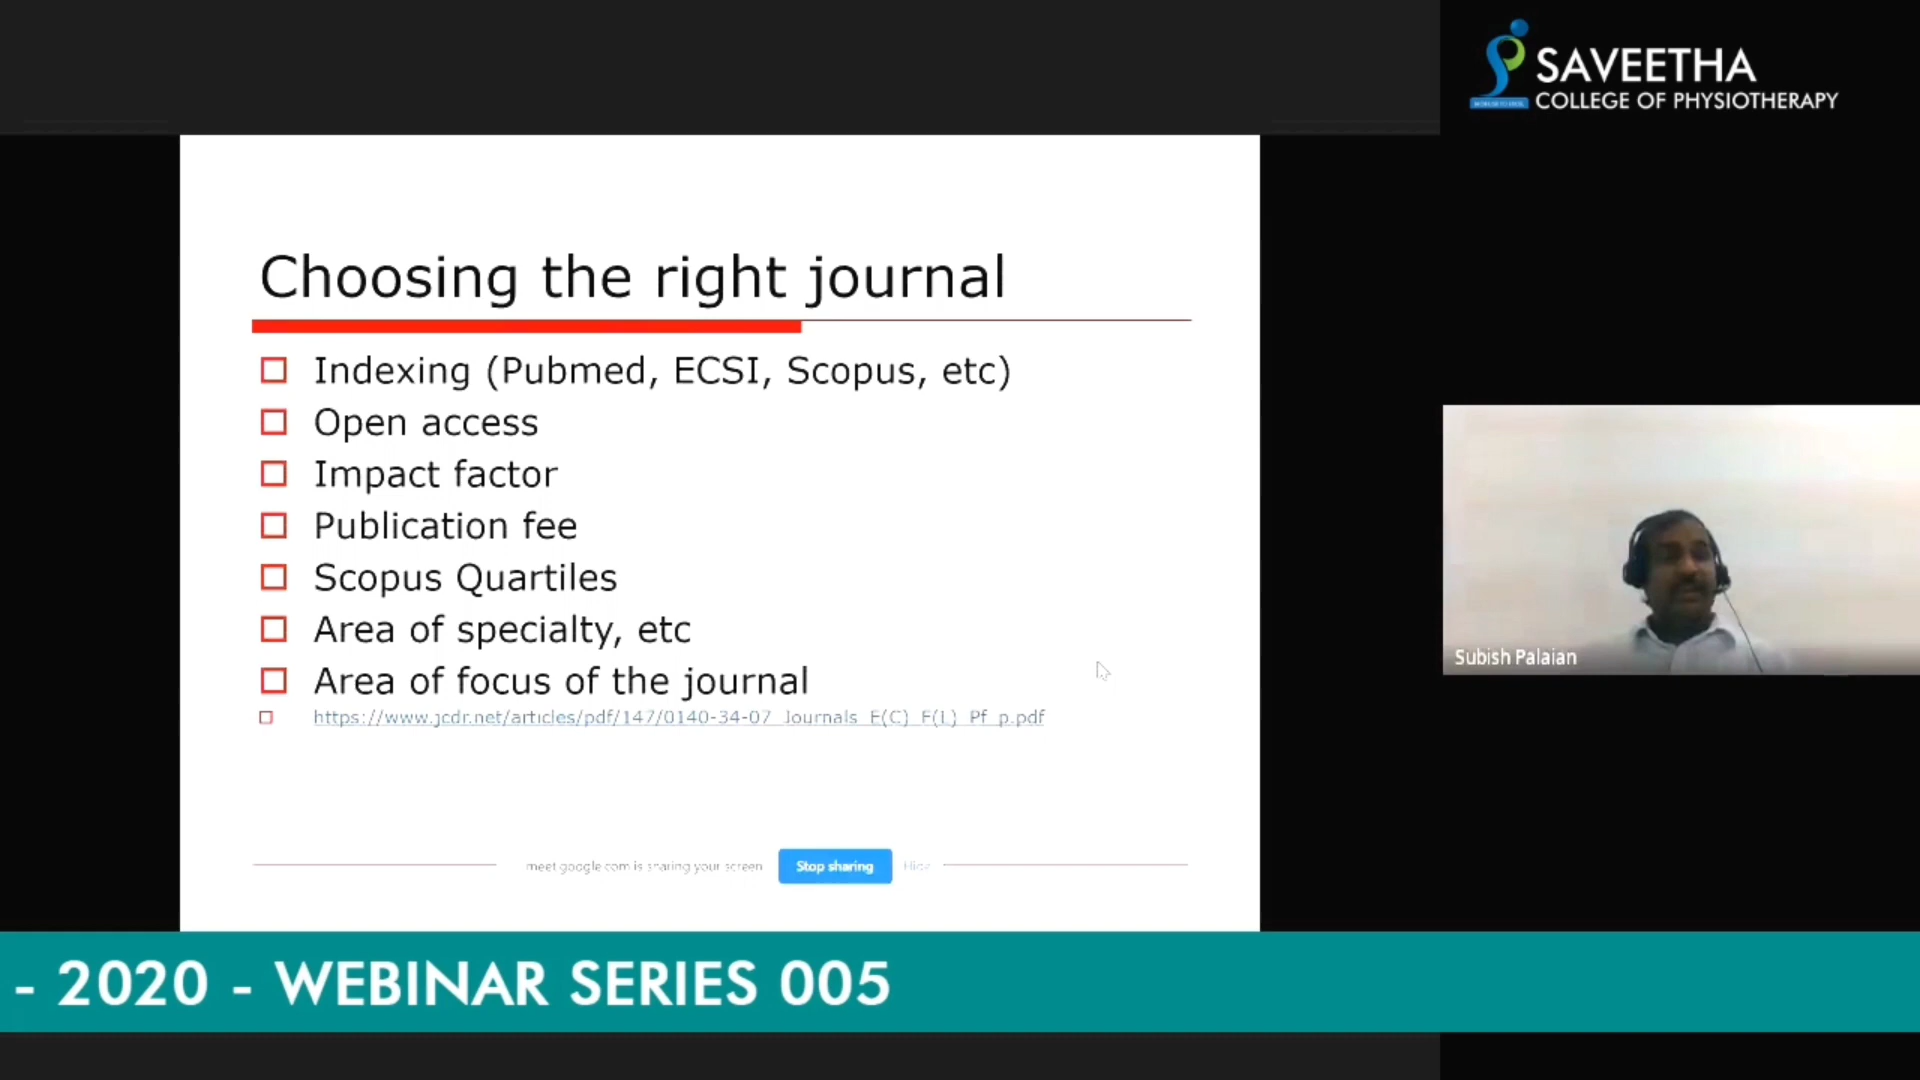 SAVEETHA
COLLEGE OF PHYSIOTHERAPY
Choosing the right journal
Indexing (Pubmed, ECSI, Scopus, etc)
Open access
Impact factor
Publication fee
Scopus Quartiles
Area of specialty, etc
Area of focus of the journal
https://www.jcdr.net/articles/pdf/147/0140-34-07_Journals_E(C)_F(L)_Pf_p.pdf
meet.google.com is sharing your screen
Stop sharing
Hide
Subish Palaian
- 2020 - WEBINAR SERIES 005